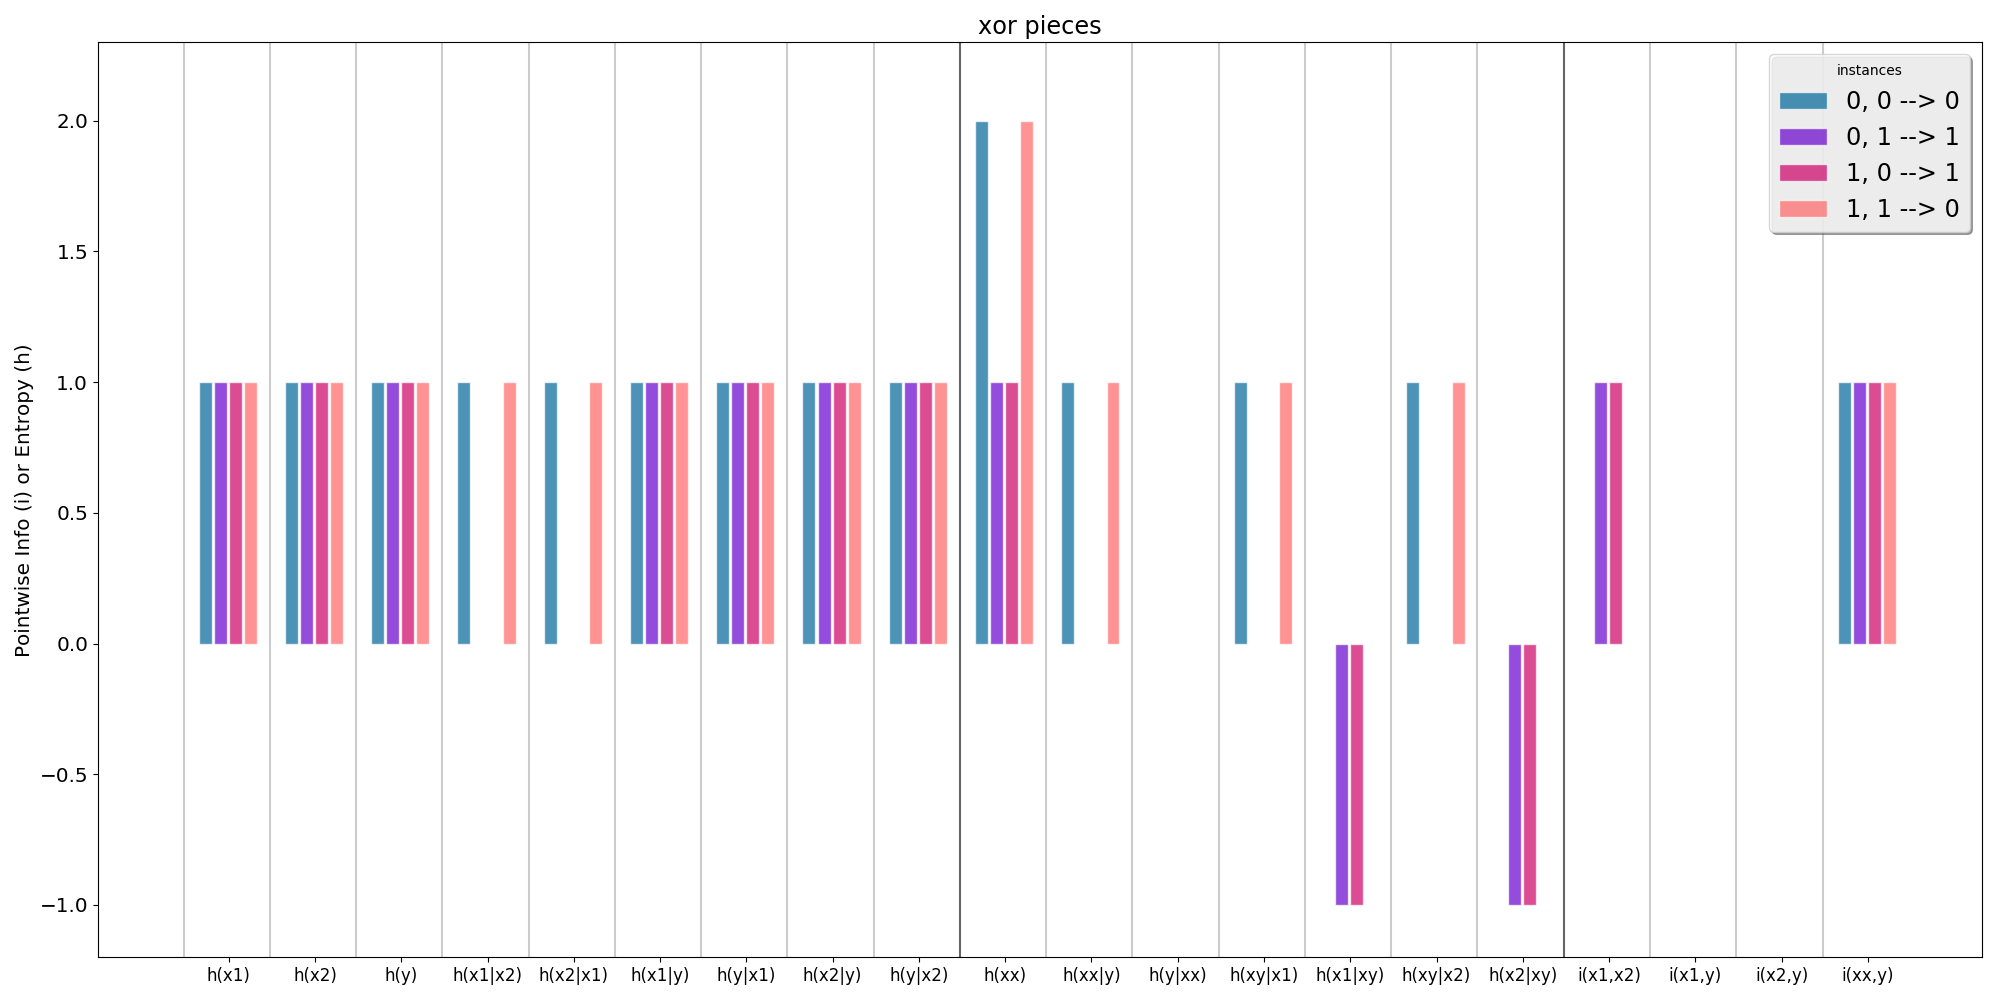 xor pieces
instances
0, 0 --> 0
0, 1 --> 1
1, 0 --> 1
1, 1 --> 0
Pointwise Info (i) or Entropy (h)
2.0
1.5
1.0
0.5
0.0
−0.5
−1.0
h(x1) h(x2) h(y) h(x1|x2) h(x2|x1) h(x1|y) h(y|x1) h(x2|y) h(y|x2) h(xx) h(xx|y) h(y|xx) h(xy|x1) h(x1|xy) h(xy|x2) h(x2|xy) i(x1,x2) i(x1,y) i(x2,y) i(xx,y)